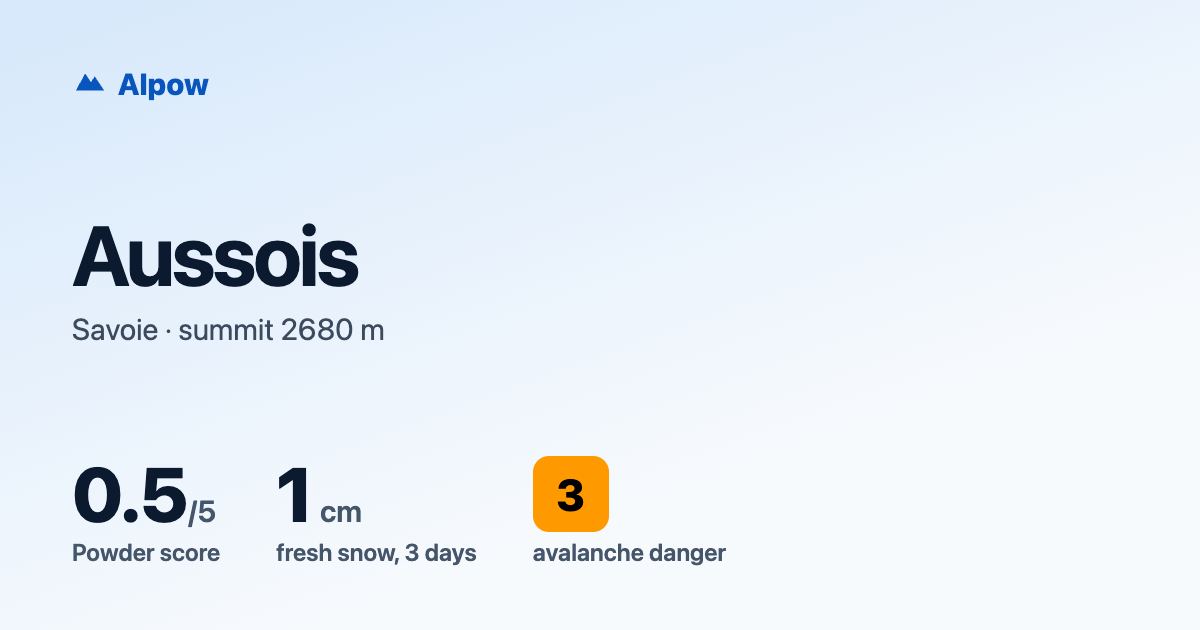 Alpow
Aussois
Savoie · summit 2680 m
0.5/5
Powder score
1 cm
fresh snow, 3 days
3
avalanche danger